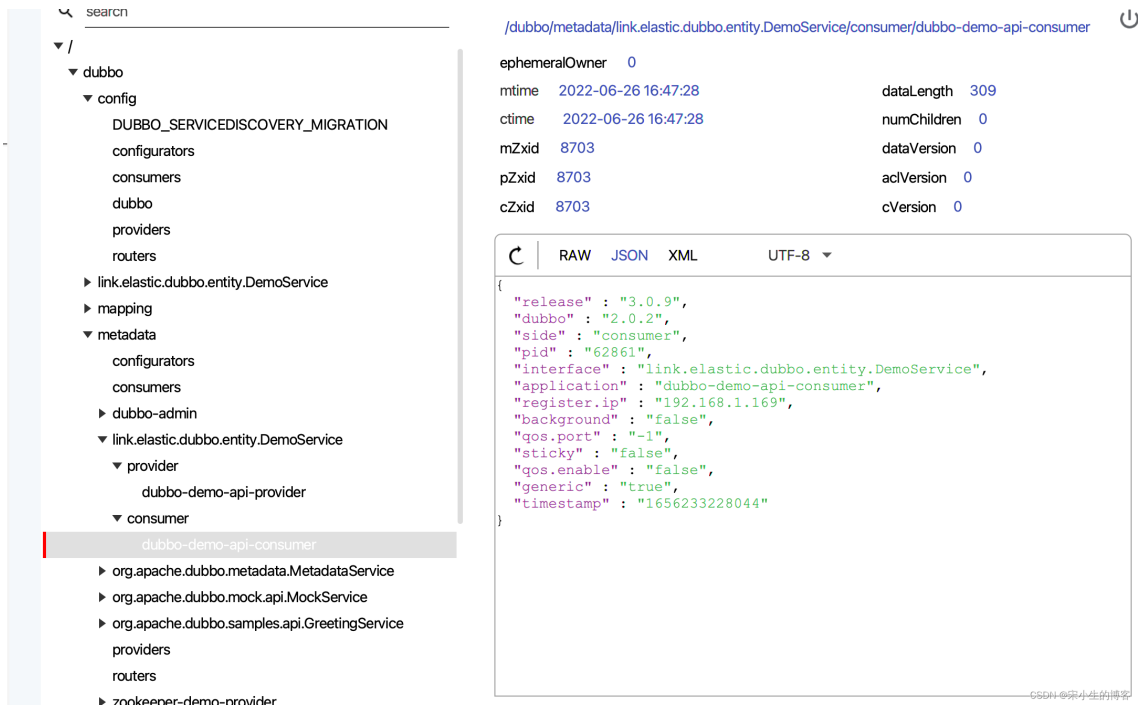 search
/
dubbo
config
DUBBO_SERVICEDISCOVERY_MIGRATION
configurators
consumers
dubbo
providers
routers
link.elastic.dubbo.entity.DemoService
mapping
metadata
configurators
consumers
dubbo-admin
link.elastic.dubbo.entity.DemoService
provider
dubbo-demo-api-provider
consumer
dubbo-demo-api-consumer
org.apache.dubbo.metadata.MetadataService
org.apache.dubbo.mock.api.MockService
org.apache.dubbo.samples.api.GreetingService
providers
routers
zookeeper-demo-provider
/dubbo/metadata/link.elastic.dubbo.entity.DemoService/consumer/dubbo-demo-api-consumer
ephemeralOwner 0
mtime 2022-06-26 16:47:28 dataLength 309
ctime 2022-06-26 16:47:28 numChildren 0
mZxid 8703 dataVersion 0
pZxid 8703 aclVersion 0
cZxid 8703 cVersion 0
RAW JSON XML UTF-8
{
"release" : "3.0.9",
"dubbo" : "2.0.2",
"side" : "consumer",
"pid" : "62861",
"interface" : "link.elastic.dubbo.entity.DemoService",
"application" : "dubbo-demo-api-consumer",
"register.ip" : "192.168.1.169",
"background" : "false",
"qos.port" : "-1",
"sticky" : "false",
"qos.enable" : "false",
"generic" : "true",
"timestamp" : "1656233228044"
}
CSDN @宋小生的博客